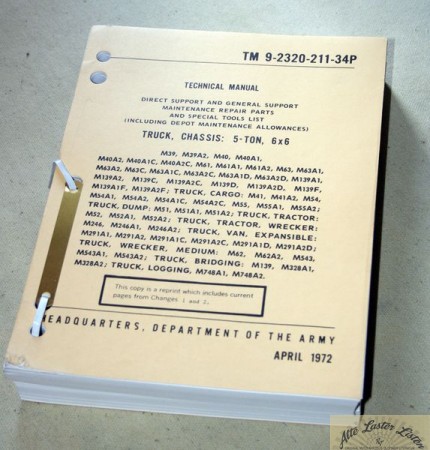 TM 9-2320-211-34P
TECHNICAL MANUAL
DIRECT SUPPORT AND GENERAL SUPPORT
MAINTENANCE REPAIR PARTS
AND SPECIAL TOOLS LIST
(INCLUDING DEPOT MAINTENANCE ALLOWANCES)
TRUCK, CHASSIS: 5-TON, 6x6
M39, M39A2, M40, M40A1,
M40A2, M40A1C, M40A2C, M61, M61A1, M61A2, M63, M63A1,
M63A2, M63C, M63A1C, M63A2C, M63A1D, M63A2D, M139A1,
M139A2, M139C, M139A2C, M139D, M139A2D, M139F,
M139A1F, M139A2F; TRUCK, CARGO: M41, M41A2, M54,
M54A1, M54A2, M54A1C, M54A2C, M55, M55A1, M55A2;
TRUCK, DUMP: M51, M51A1, M51A2; TRUCK, TRACTOR:
M52, M52A1, M52A2; TRUCK, TRACTOR, WRECKER:
M246, M246A1, M246A2; TRUCK, VAN, EXPANSIBLE:
M291A1, M291A2, M291A1C, M291A2C, M291A1D, M291A2D;
TRUCK, WRECKER, MEDIUM: M62, M62A2, M543,
M543A1, M543A2; TRUCK, BRIDGING: M139, M328A1,
M328A2; TRUCK, LOGGING, M748A1, M748A2.
This copy is a reprint which includes current
pages from Changes 1 and 2.
HEADQUARTERS, DEPARTMENT OF THE ARMY
APRIL 1972
Alte Laster Listen